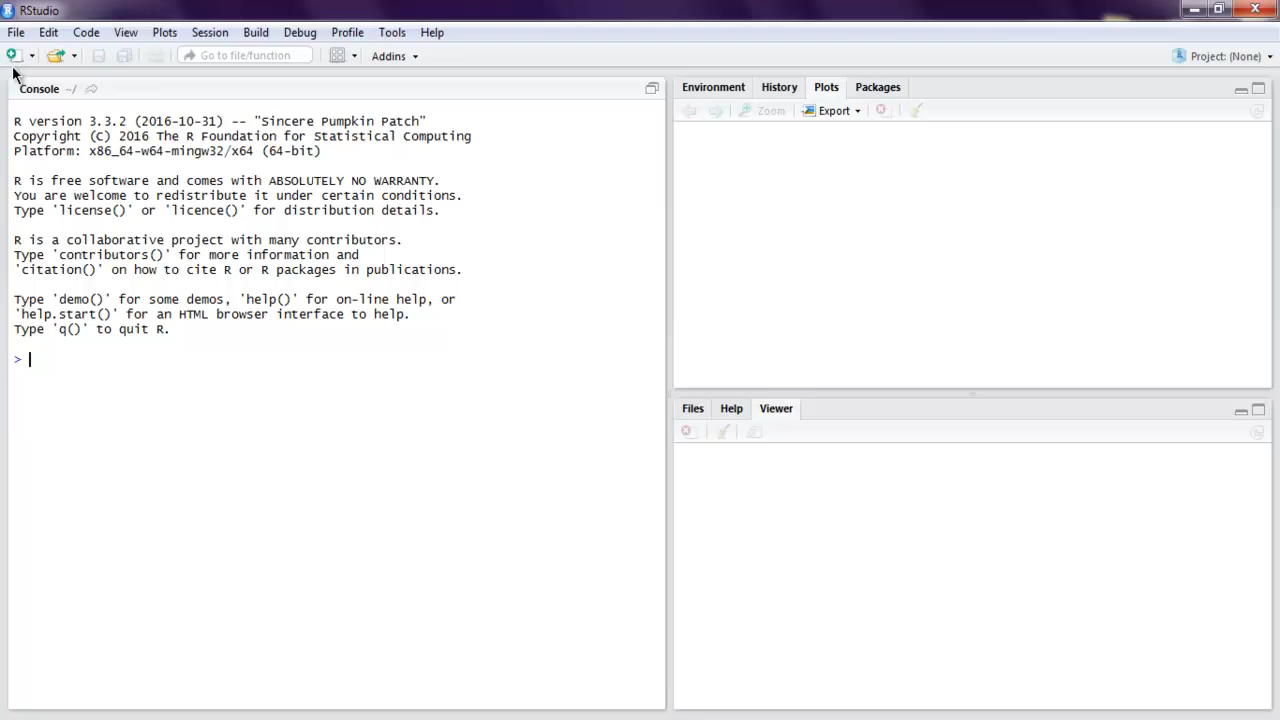 RStudio
File Edit Code View Plots Session Build Debug Profile Tools Help
Go to file/function Addins Project: (None)
Console ~/
R version 3.3.2 (2016-10-31) -- "Sincere Pumpkin Patch"
Copyright (C) 2016 The R Foundation for Statistical Computing
Platform: x86_64-w64-mingw32/x64 (64-bit)
R is free software and comes with ABSOLUTELY NO WARRANTY.
You are welcome to redistribute it under certain conditions.
Type 'license()' or 'licence()' for distribution details.
R is a collaborative project with many contributors.
Type 'contributors()' for more information and
'citation()' on how to cite R or R packages in publications.
Type 'demo()' for some demos, 'help()' for on-line help, or
'help.start()' for an HTML browser interface to help.
Type 'q()' to quit R.
>
Environment History Plots Packages
Zoom Export
Files Help Viewer